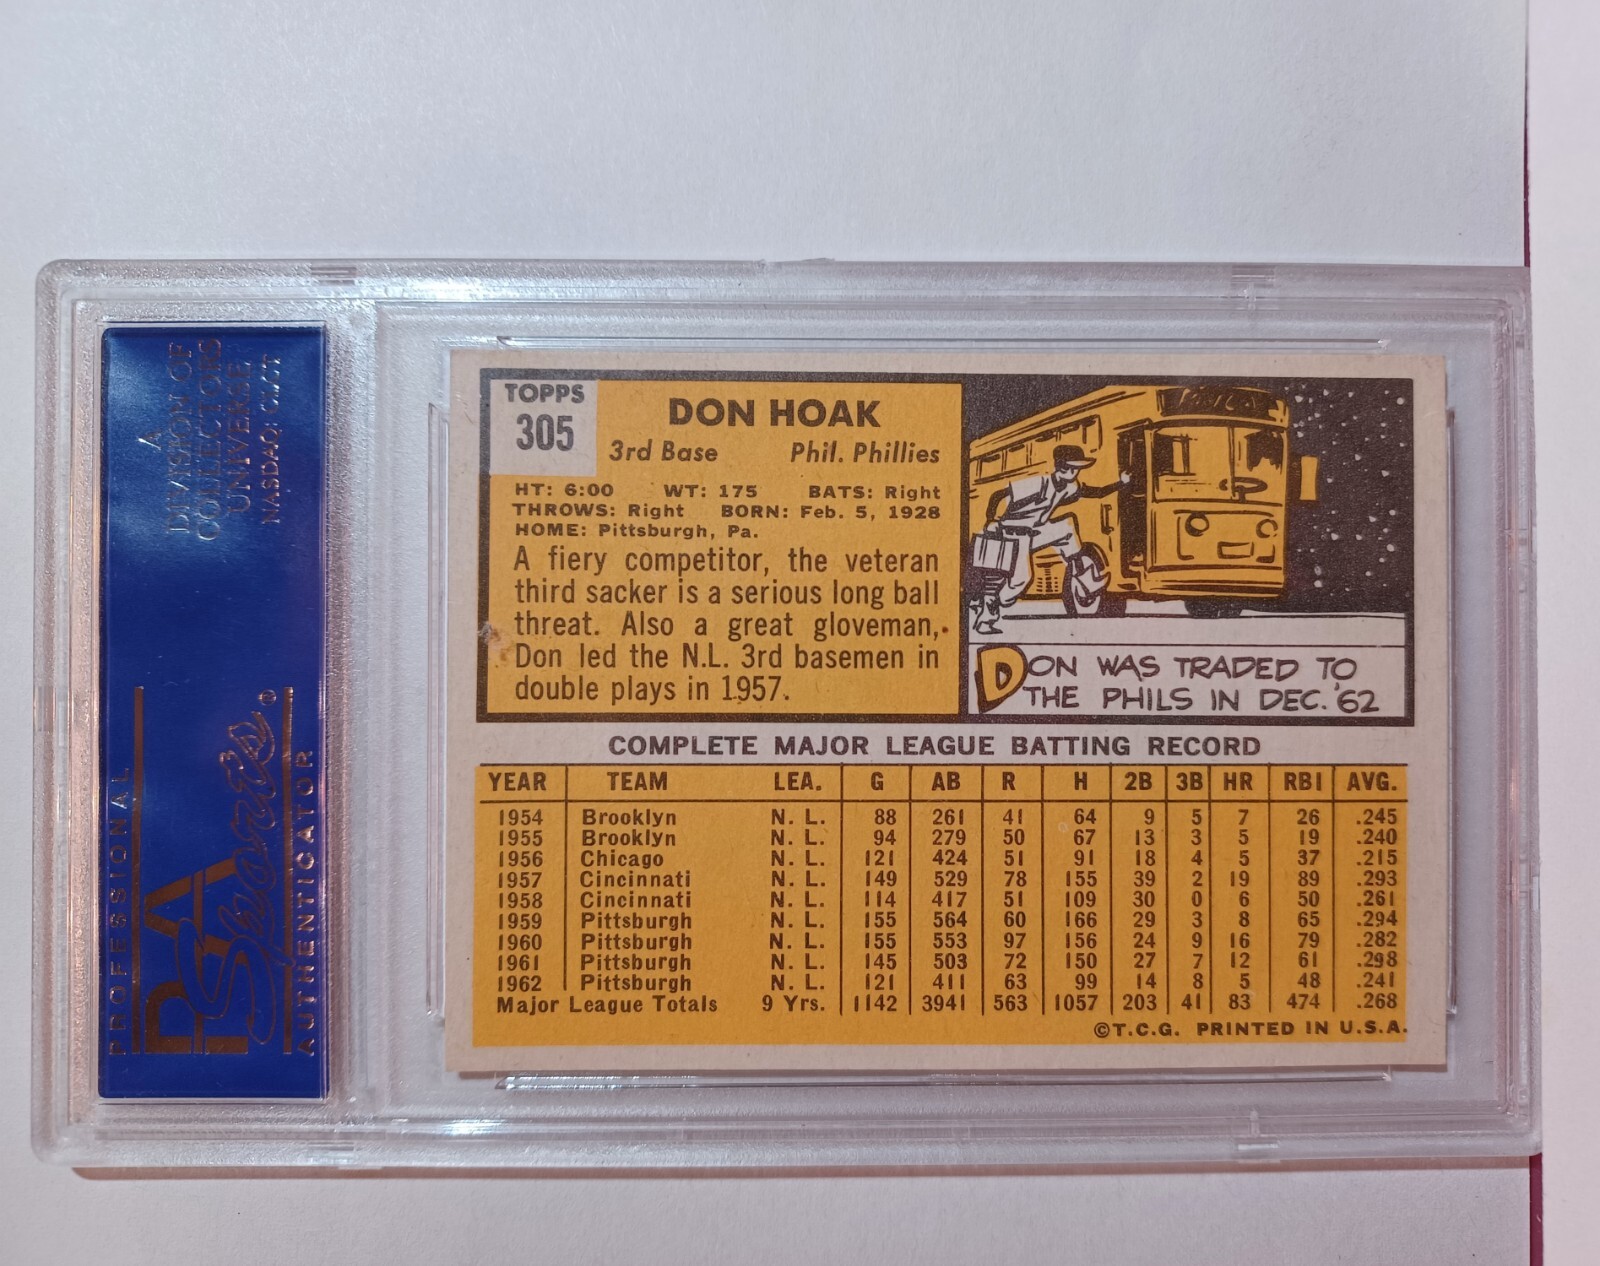 A
DIVISION OF
COLLECTORS
UNIVERSE
NASDAQ: CLCT
PROFESSIONAL
PSA
Sports®
AUTHENTICATOR
TOPPS
305
DON HOAK
3rd Base Phil. Phillies
HT: 6:00 WT: 175 BATS: Right
THROWS: Right BORN: Feb. 5, 1928
HOME: Pittsburgh, Pa.
A fiery competitor, the veteran
third sacker is a serious long ball
threat. Also a great gloveman,
Don led the N.L. 3rd basemen in
double plays in 1957.
DON WAS TRADED TO
THE PHILS IN DEC. '62
COMPLETE MAJOR LEAGUE BATTING RECORD
YEAR TEAM LEA. G AB R H 2B 3B HR RBI AVG.
1954 Brooklyn N. L. 88 261 41 64 9 5 7 26 .245
1955 Brooklyn N. L. 94 279 50 67 13 3 5 19 .240
1956 Chicago N. L. 121 424 51 91 18 4 5 37 .215
1957 Cincinnati N. L. 149 529 78 155 39 2 19 89 .293
1958 Cincinnati N. L. 114 417 51 109 30 0 6 50 .261
1959 Pittsburgh N. L. 155 564 60 166 29 3 8 65 .294
1960 Pittsburgh N. L. 155 553 97 156 24 9 16 79 .282
1961 Pittsburgh N. L. 145 503 72 150 27 7 12 61 .298
1962 Pittsburgh N. L. 121 411 63 99 14 8 5 48 .241
Major League Totals 9 Yrs. 1142 3941 563 1057 203 41 83 474 .268
©T.C.G. PRINTED IN U.S.A.